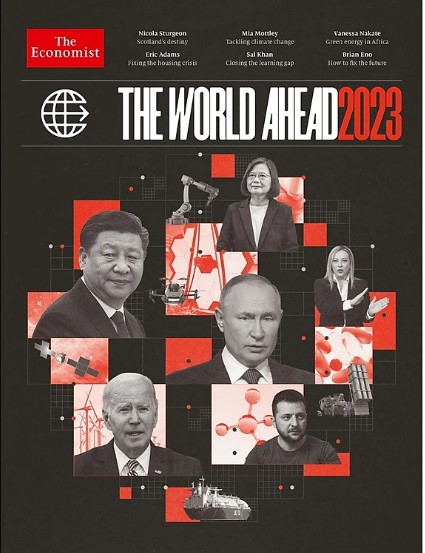 The
Economist
Nicola Sturgeon
Scotland's destiny
Mia Mottley
Tackling climate change
Vanessa Nakate
Green energy in Africa
Eric Adams
Fixing the housing crisis
Sal Khan
Closing the learning gap
Brian Eno
How to fix the future
THE WORLD AHEAD 2023